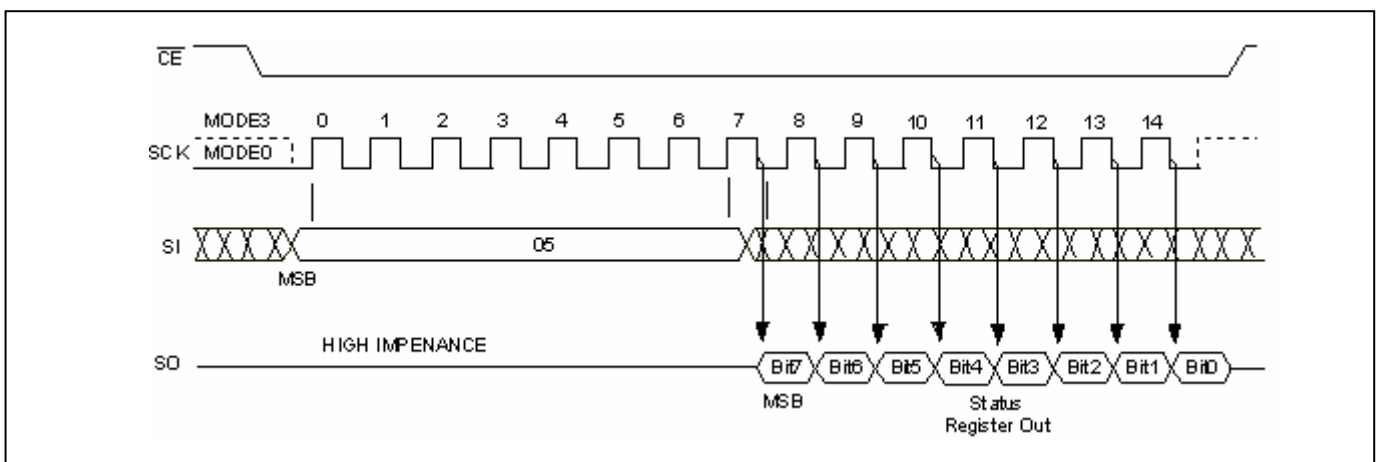 CE
MODE3 0 1 2 3 4 5 6 7 8 9 10 11 12 13 14
SCK MODE0
SI 05
MSB
HIGH IMPENANCE
SO Bit7 Bit6 Bit5 Bit4 Bit3 Bit2 Bit1 Bit0
MSB Status
Register Out